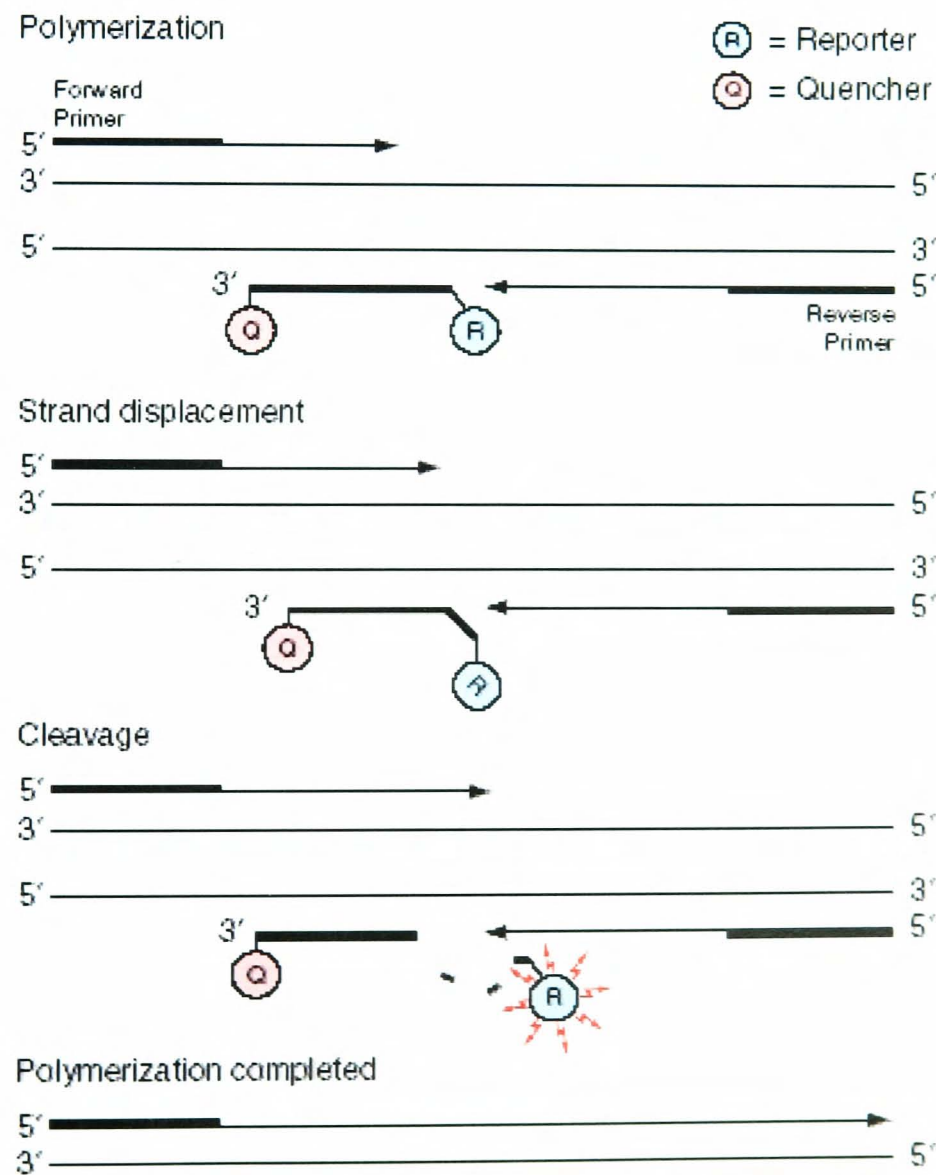 Polymerization
R = Reporter
Q = Quencher
Forward
Primer
5′
3′ 5′
5′ 3′
3′ 5′
Q R
Reverse
Primer
Strand displacement
5′
3′ 5′
5′ 3′
3′ 5′
Q
R
Cleavage
5′
3′ 5′
5′ 3′
3′ 5′
Q R
Polymerization completed
5′
3′ 5′